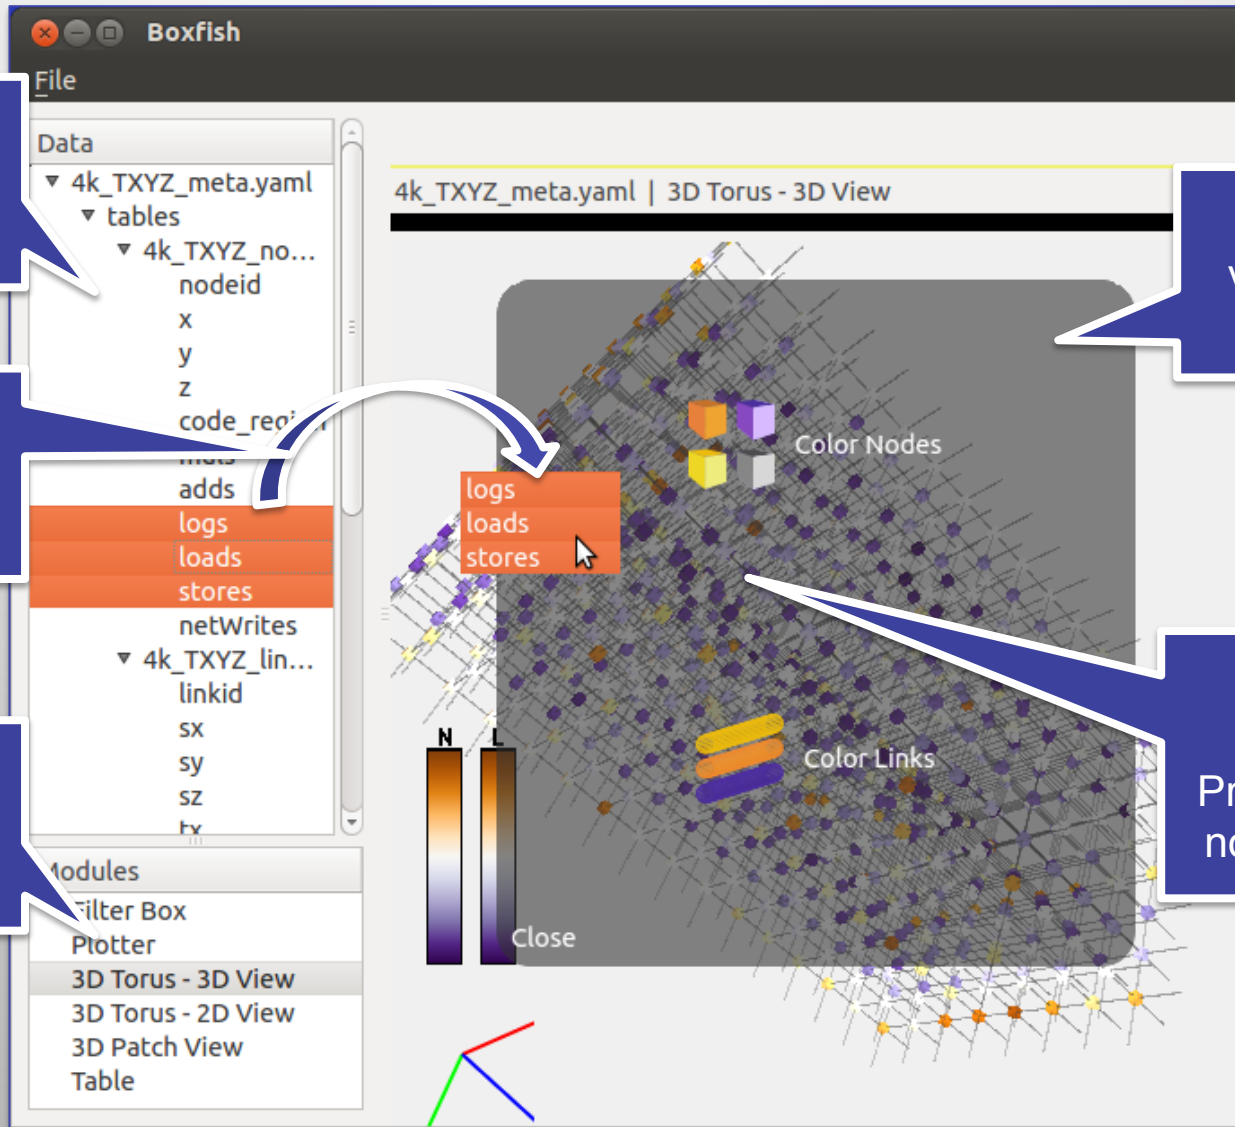 Boxfish
File
Data
4k_TXYZ_meta.yaml
tables
4k_TXYZ_no...
nodeid
x
y
z
adds
logs
loads
stores
netWrites
4k_TXYZ_lin...
linkid
sx
sy
sz
tx
Modules
Filter Box
Plotter
3D Torus - 3D View
3D Torus - 2D View
3D Patch View
Table
4k_TXYZ_meta.yaml | 3D Torus - 3D View
Color Nodes
logs
loads
stores
Color Links
N L
Close